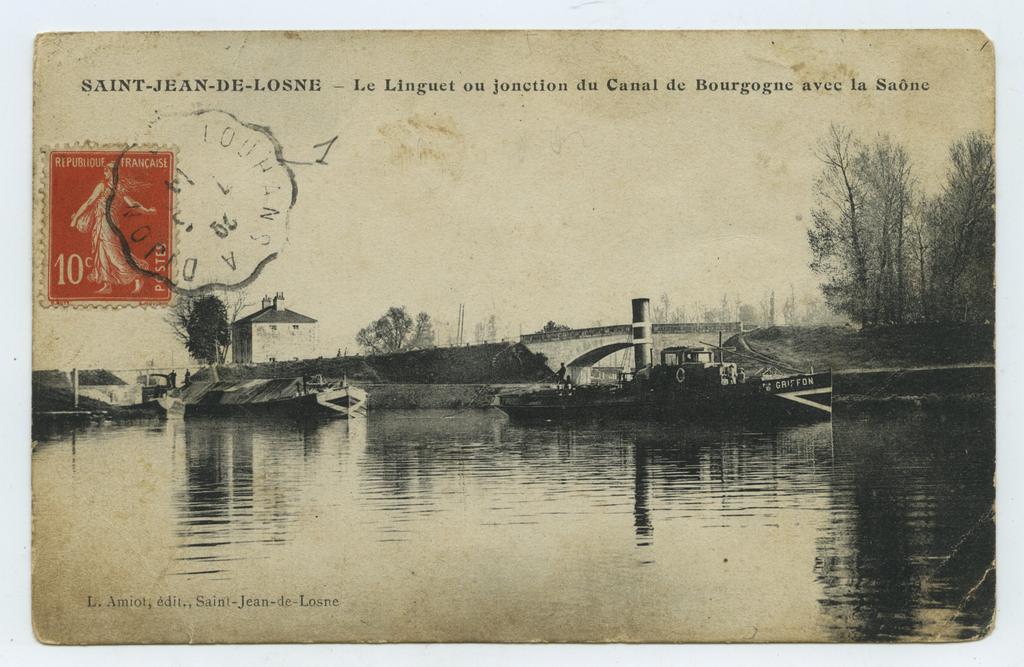 SAINT-JEAN-DE-LOSNE – Le Linguet ou jonction du Canal de Bourgogne avec la Saône
REPUBLIQUE FRANÇAISE
10c
POSTES
LOUHANS A DIJON
1
GRIFFON
L. Amiot, édit., Saint-Jean-de-Losne